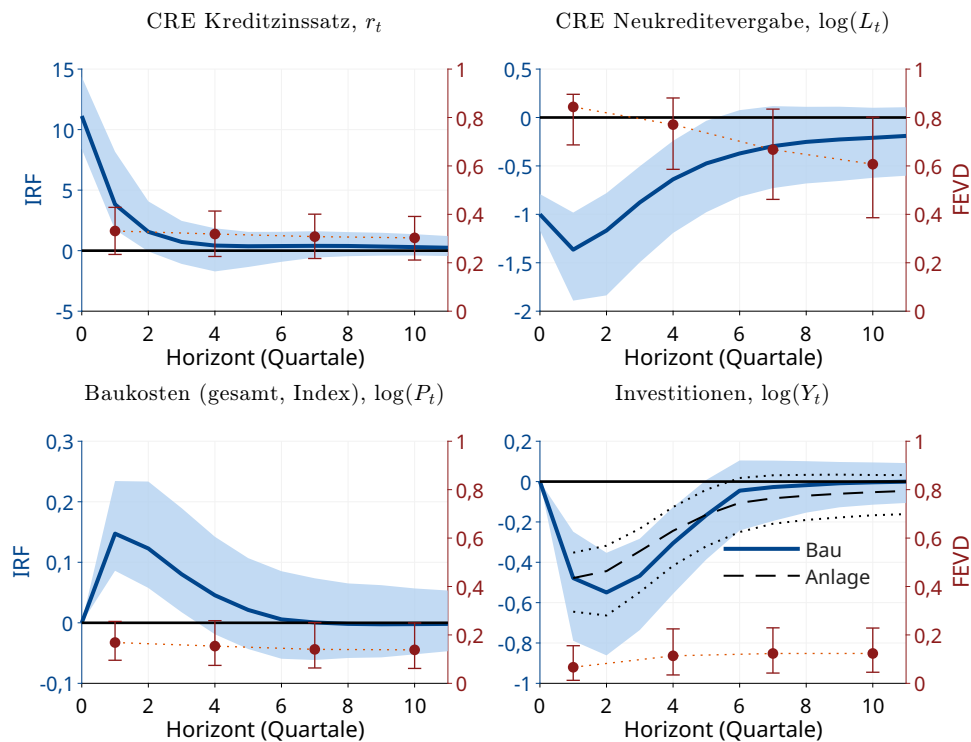 CRE Kreditzinssatz, r_t
15
10
5
0
-5
IRF
1
0,8
0,6
0,4
0,2
0
0 2 4 6 8 10
Horizont (Quartale)
CRE Neukreditevergabe, log(L_t)
0,5
0
-0,5
-1
-1,5
-2
1
0,8
0,6
0,4
0,2
0
FEVD
0 2 4 6 8 10
Horizont (Quartale)
Baukosten (gesamt, Index), log(P_t)
0,3
0,2
0,1
0
-0,1
IRF
1
0,8
0,6
0,4
0,2
0
0 2 4 6 8 10
Horizont (Quartale)
Investitionen, log(Y_t)
0,2
0
-0,2
-0,4
-0,6
-0,8
-1
Bau
Anlage
1
0,8
0,6
0,4
0,2
0
FEVD
0 2 4 6 8 10
Horizont (Quartale)